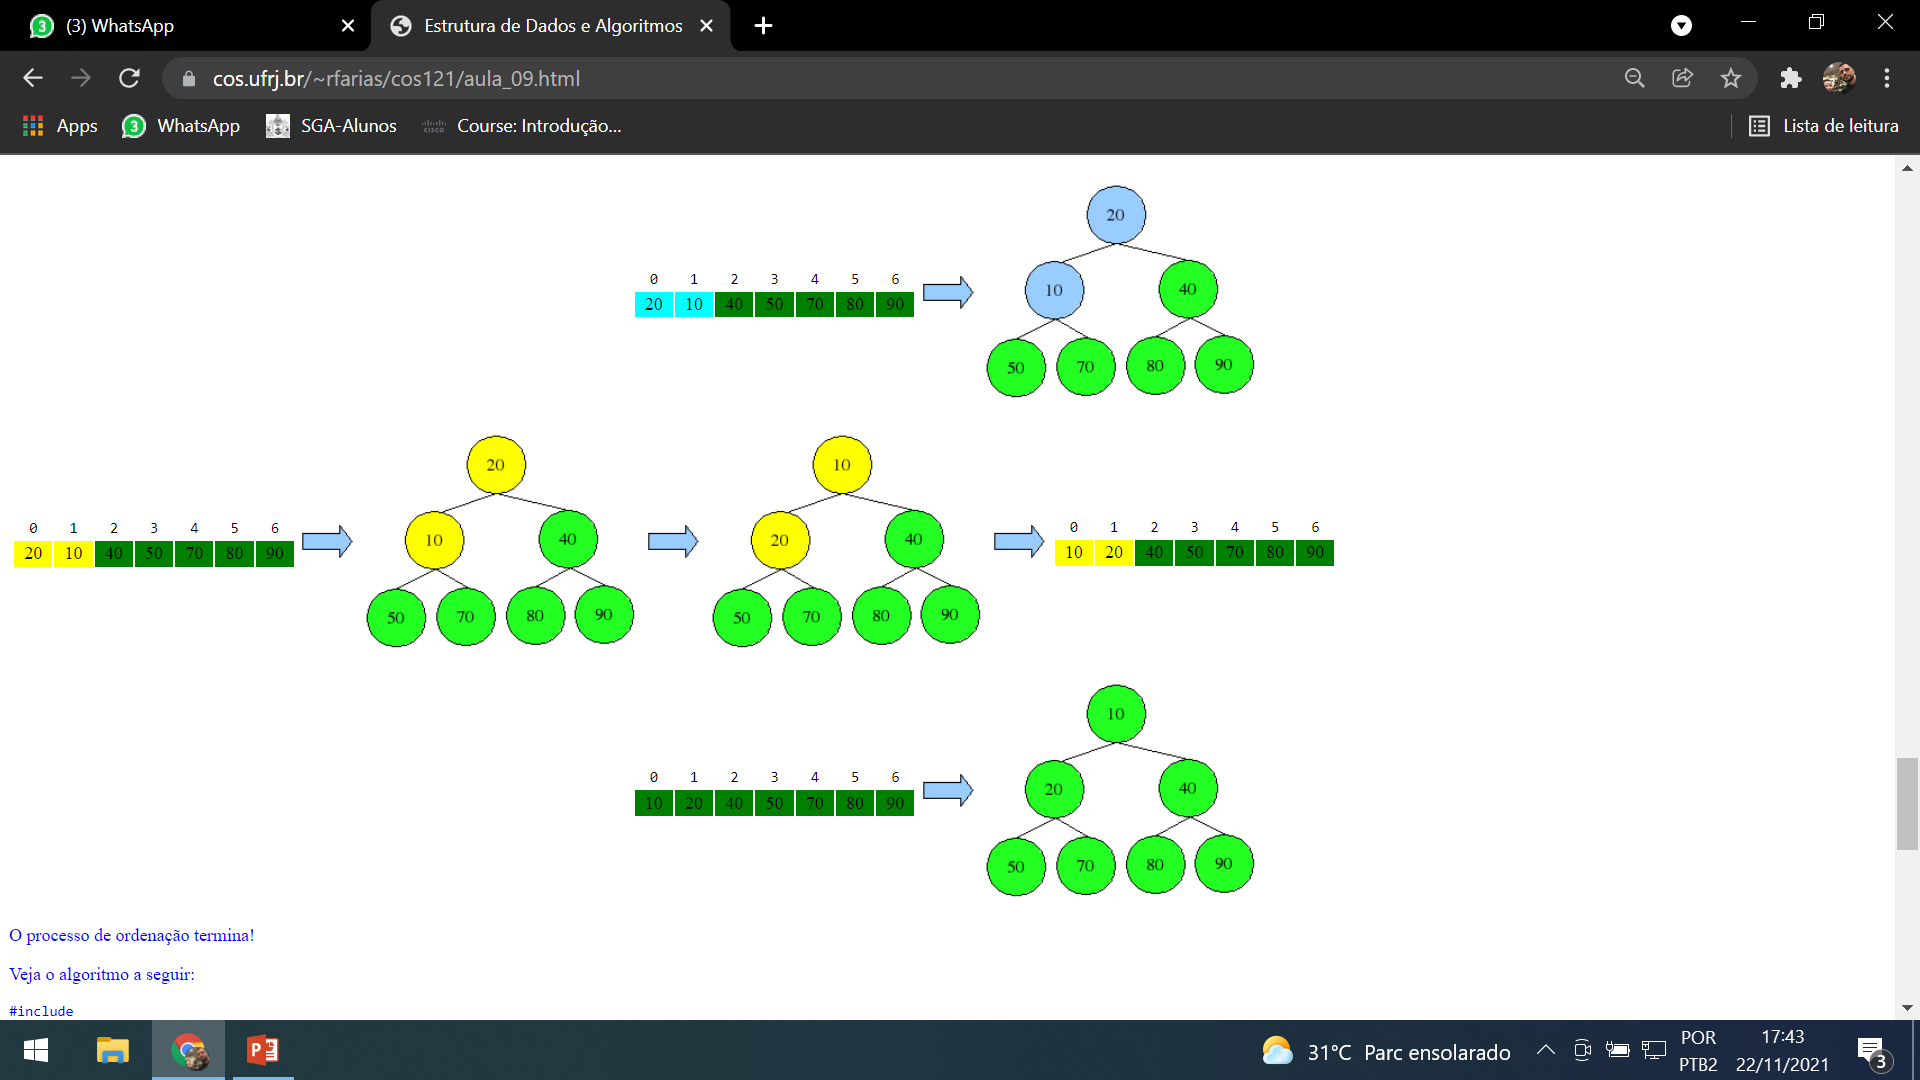 (3) WhatsApp
Estrutura de Dados e Algoritmos
cos.ufrj.br/~rfarias/cos121/aula_09.html
Apps
3 WhatsApp
SGA-Alunos
CISCO Course: Introdução...
Lista de leitura
20
0 1 2 3 4 5 6
20 10 40 50 70 80 90
10 40
50 70 80 90
20
10
0 1 2 3 4 5 6
20 10 40 50 70 80 90
10 40
20 40
0 1 2 3 4 5 6
10 20 40 50 70 80 90
50 70 80 90
50 70 80 90
10
0 1 2 3 4 5 6
10 20 40 50 70 80 90
20 40
50 70 80 90
O processo de ordenação termina!
Veja o algoritmo a seguir:
#include
31°C Parc ensolarado
POR
PTB2
17:43
22/11/2021
3